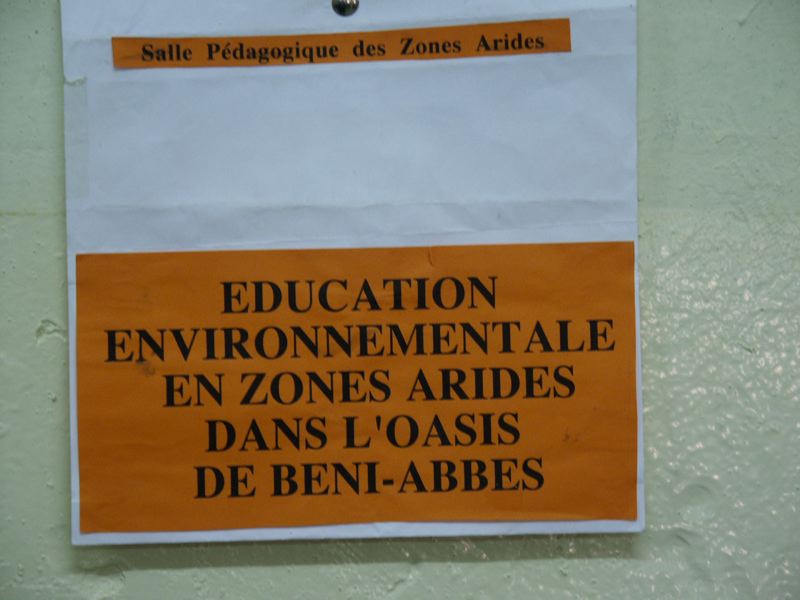 Salle Pédagogique des Zones Arides
EDUCATION
ENVIRONNEMENTALE
EN ZONES ARIDES
DANS L'OASIS
DE BENI-ABBES